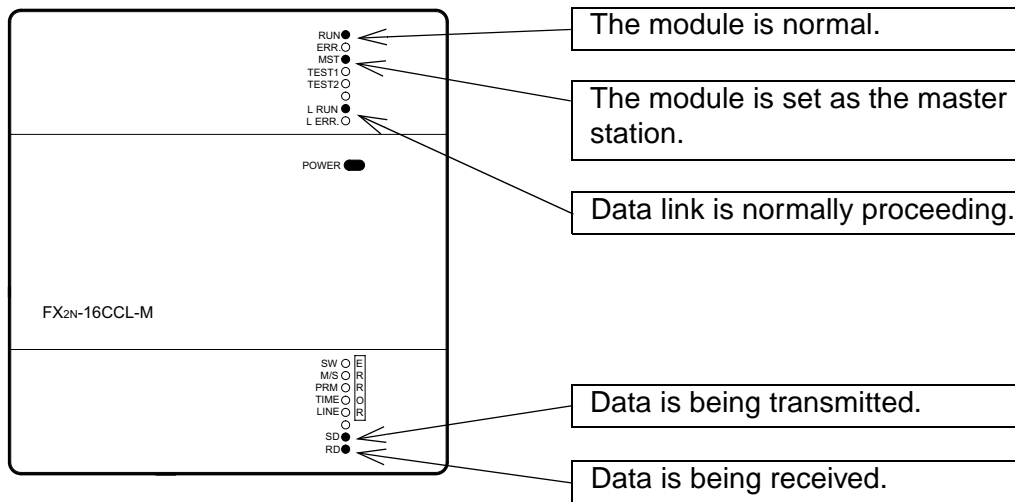 RUN
The module is normal.
ERR.
MST
TEST1
TEST2
The module is set as the master
station.
L RUN
L ERR.
POWER
Data link is normally proceeding.
FX2N-16CCL-M
SW
M/S
PRM
TIME
LINE
ERROR
Data is being transmitted.
SD
RD
Data is being received.